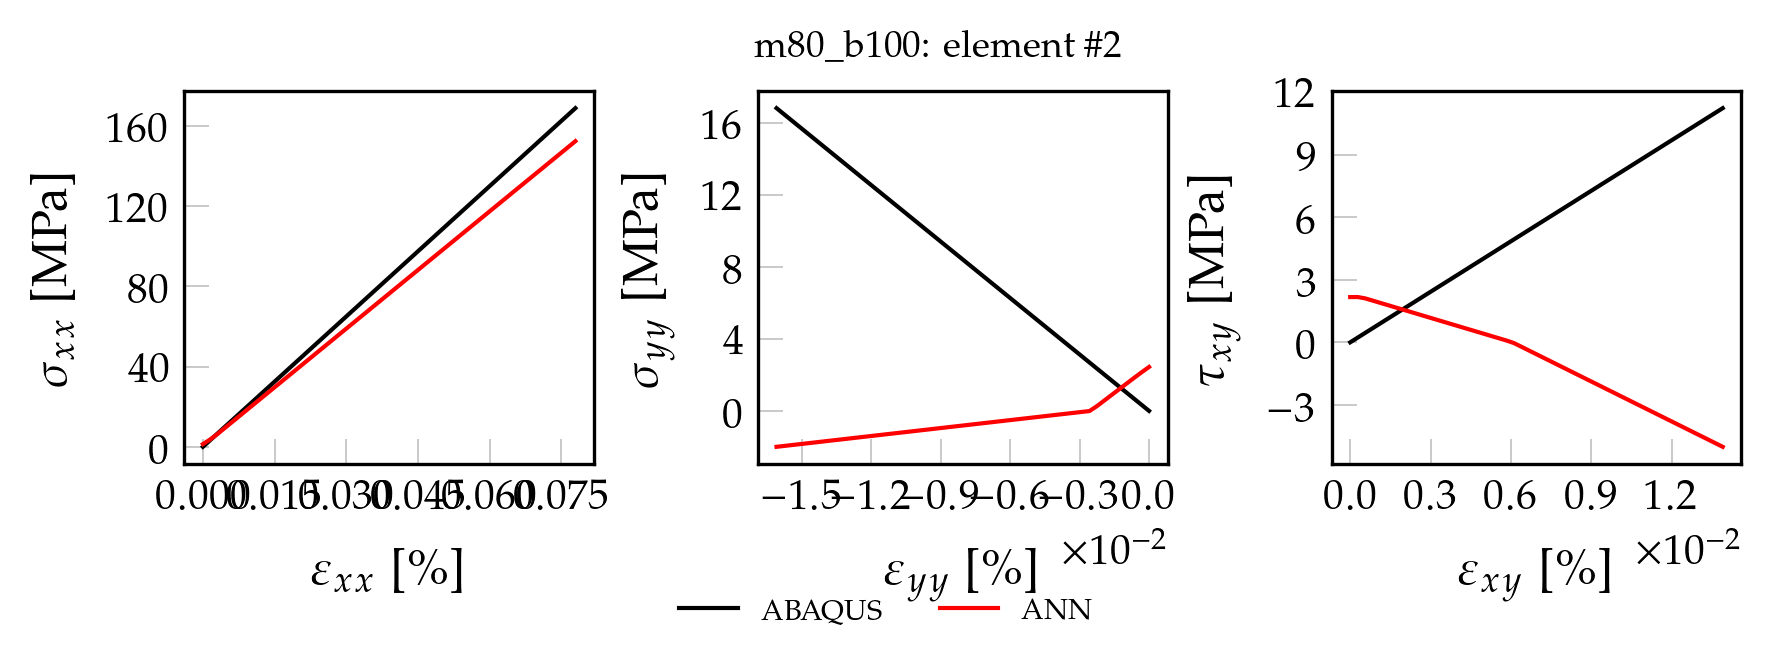 m80_b100: element #2
160
120
80
40
0
σxx [MPa]
0.000 0.015 0.030 0.045 0.060 0.075
εxx [%]
16
12
8
4
0
σyy [MPa]
−1.5 −1.2 −0.9 −0.6 −0.3 0.0
×10−2
εyy [%]
12
9
6
3
0
−3
τxy [MPa]
0.0 0.3 0.6 0.9 1.2
×10−2
εxy [%]
ABAQUS ANN